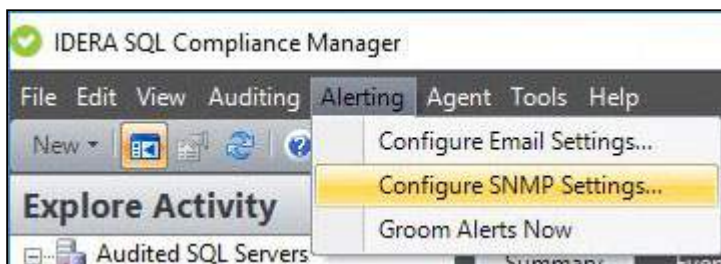 IDERA SQL Compliance Manager
File Edit View Auditing Alerting Agent Tools Help
New
Configure Email Settings...
Configure SNMP Settings...
Explore Activity
Groom Alerts Now
Audited SQL Servers
Summary